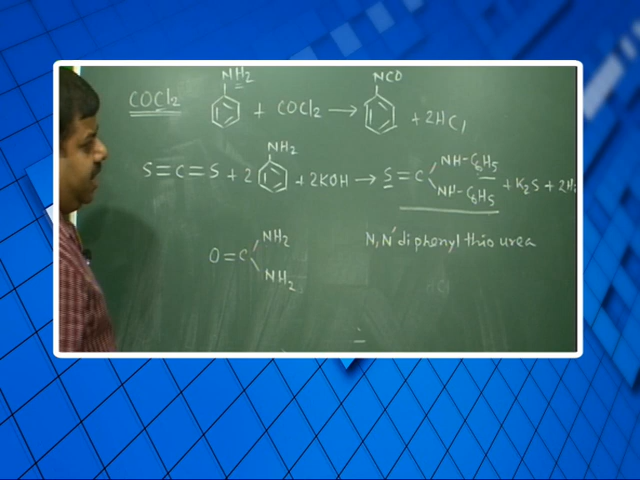 COCl₂ NH₂ + COCl₂ → NCO + 2HCl
S=C=S + 2 NH₂ + 2KOH → S=C NH-C₆H₅ NH-C₆H₅ + K₂S + 2H
O=C NH₂ NH₂
N,N' diphenyl thio urea